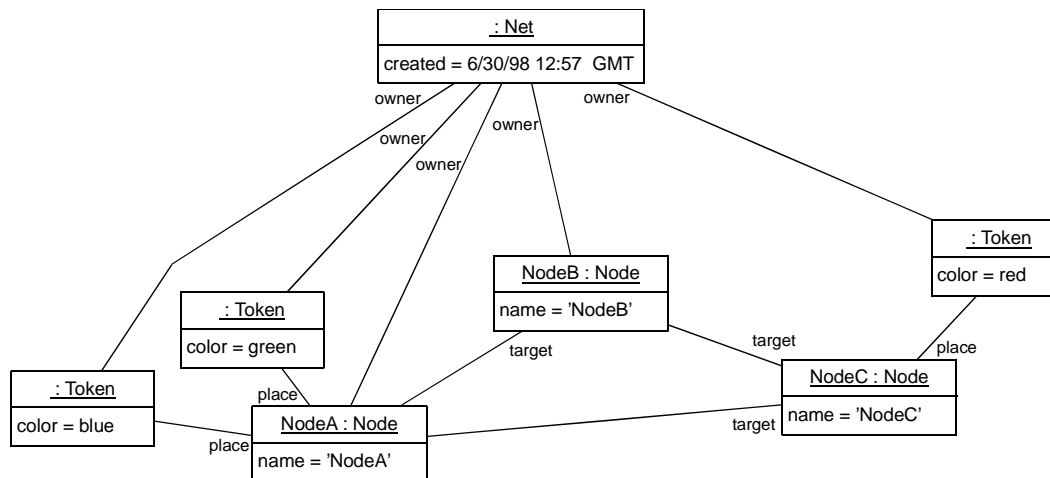 : Net
created = 6/30/98 12:57 GMT
owner
owner
owner
owner
owner
: Token
color = red
NodeB : Node
name = 'NodeB'
: Token
color = green
target
target
place
: Token
color = blue
place
NodeC : Node
name = 'NodeC'
NodeA : Node
name = 'NodeA'
place
target